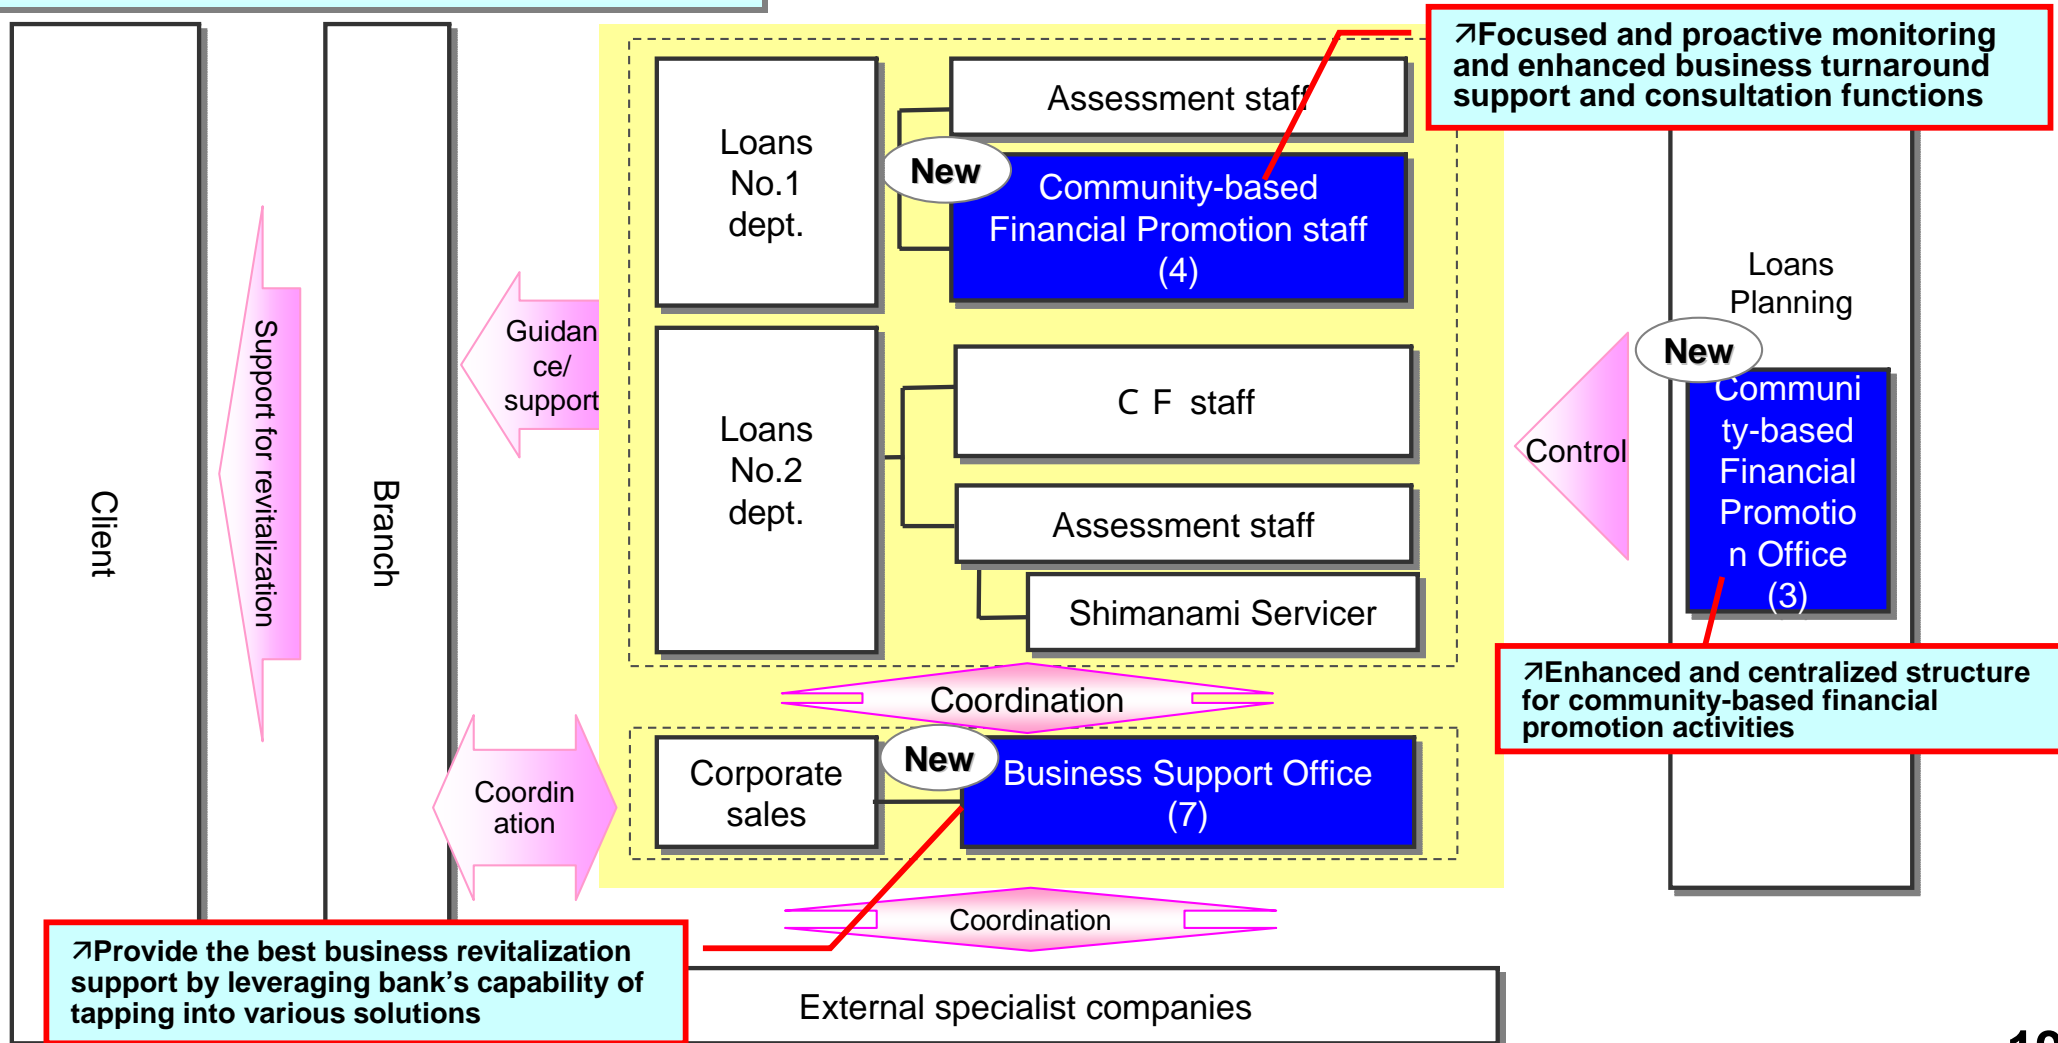 ↗Focused and proactive monitoring
and enhanced business turnaround
support and consultation functions
Assessment staff
Loans
No.1
dept.
New
Community-based
Financial Promotion staff
(4)
Loans
Planning
New
Communi
ty-based
Financial
Promotio
n Office
(3)
Guidan
ce/
support
Support for revitalization
Client
Branch
C F staff
Control
Loans
No.2
dept.
Assessment staff
Shimanami Servicer
↗Enhanced and centralized structure
for community-based financial
promotion activities
Coordination
Corporate
sales
New
Business Support Office
(7)
Coordin
ation
Coordination
↗Provide the best business revitalization
support by leveraging bank's capability of
tapping into various solutions
External specialist companies